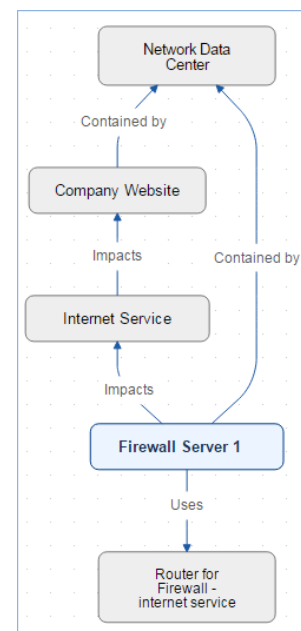 Network Data
Center
Contained by
Company Website
Impacts
Contained by
Internet Service
Impacts
Firewall Server 1
Uses
Router for
Firewall -
internet service